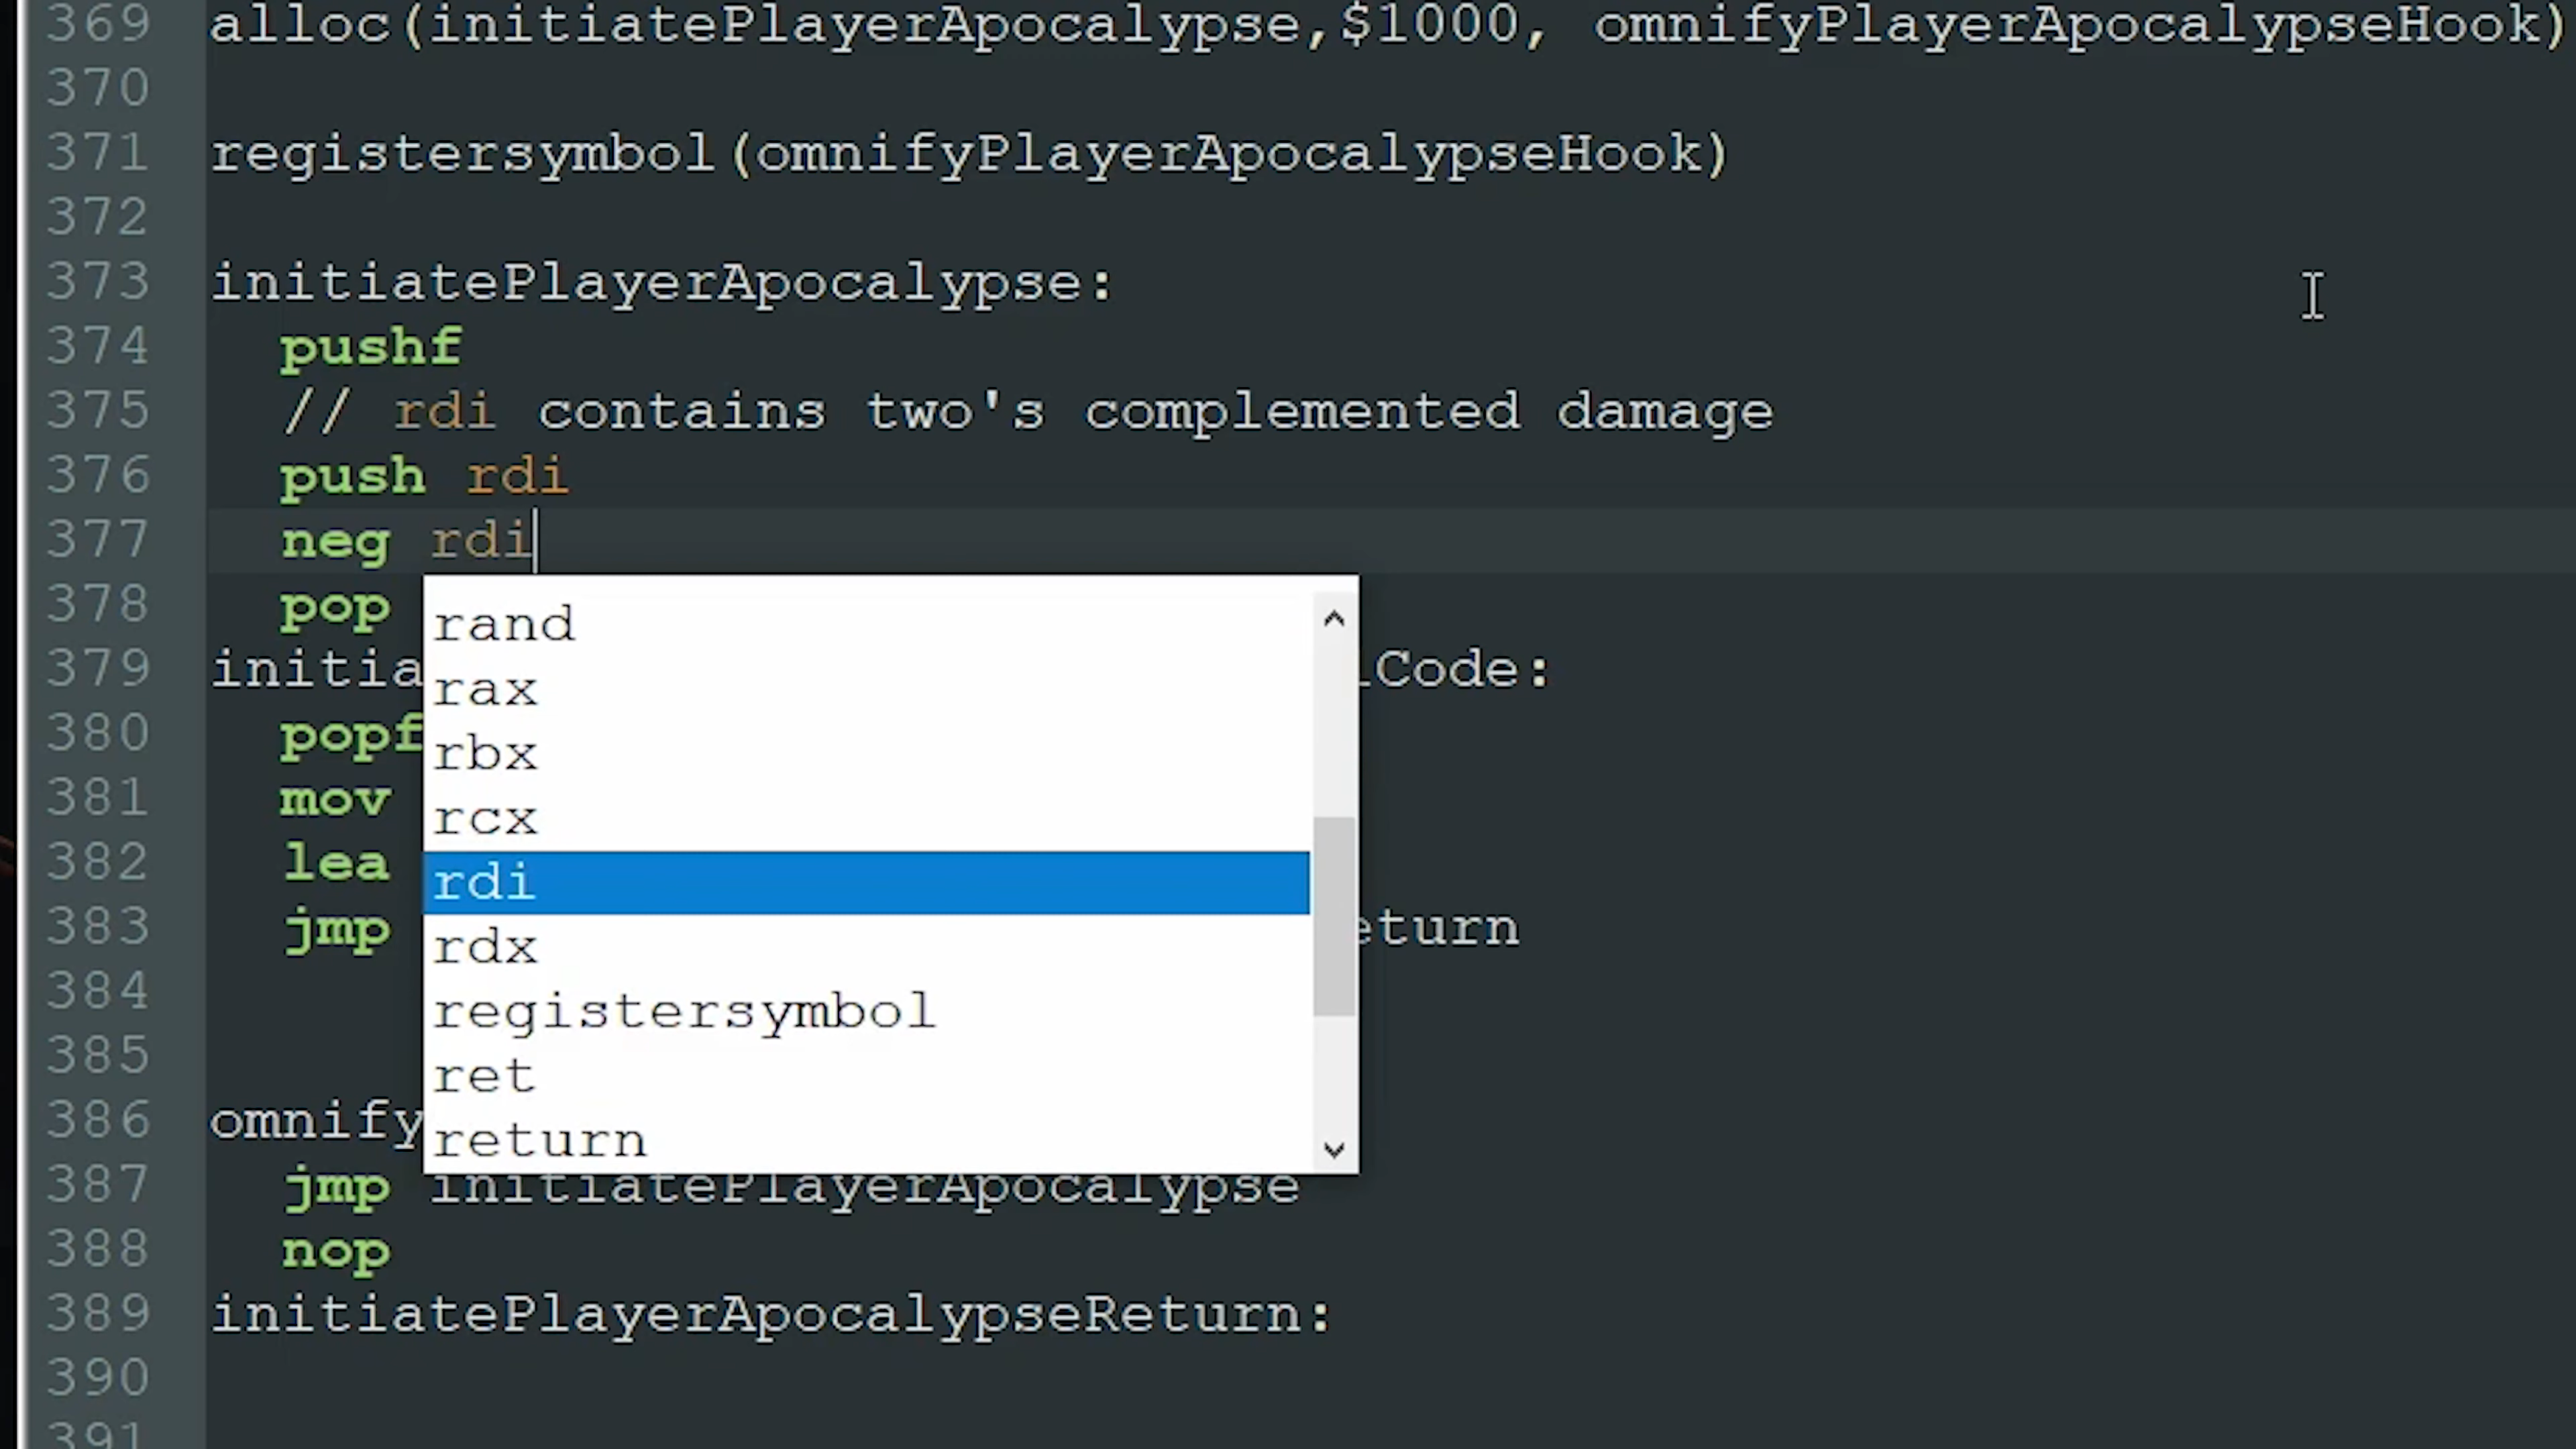 369 alloc(initiatePlayerApocalypse,$1000, omnifyPlayerApocalypseHook)
370
371 registersymbol(omnifyPlayerApocalypseHook)
372
373 initiatePlayerApocalypse:
374 pushf
375 // rdi contains two's complemented damage
376 push rdi
377 neg rdi
378 pop
rand
379 initia Code:
rax
380 popf
rbx
381 mov
rcx
382 lea
rdi
383 jmp eturn
rdx
384
registersymbol
385
ret
386 omnify
return
387 jmp initiatePlayerApocalypse
388 nop
389 initiatePlayerApocalypseReturn:
390
391